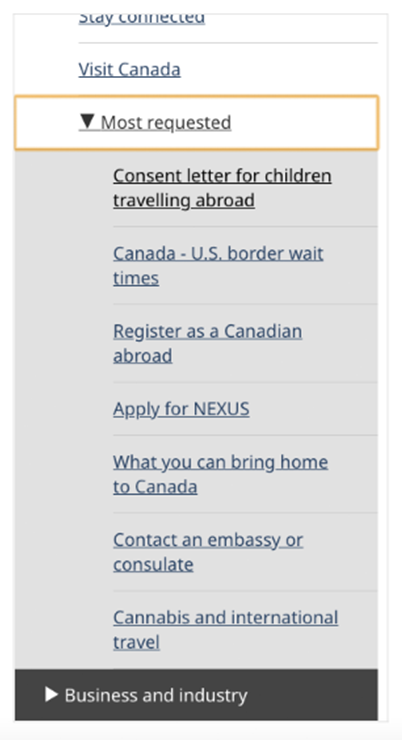 Stay connected
Visit Canada
▼ Most requested
Consent letter for children
travelling abroad
Canada - U.S. border wait
times
Register as a Canadian
abroad
Apply for NEXUS
What you can bring home
to Canada
Contact an embassy or
consulate
Cannabis and international
travel
▶ Business and industry